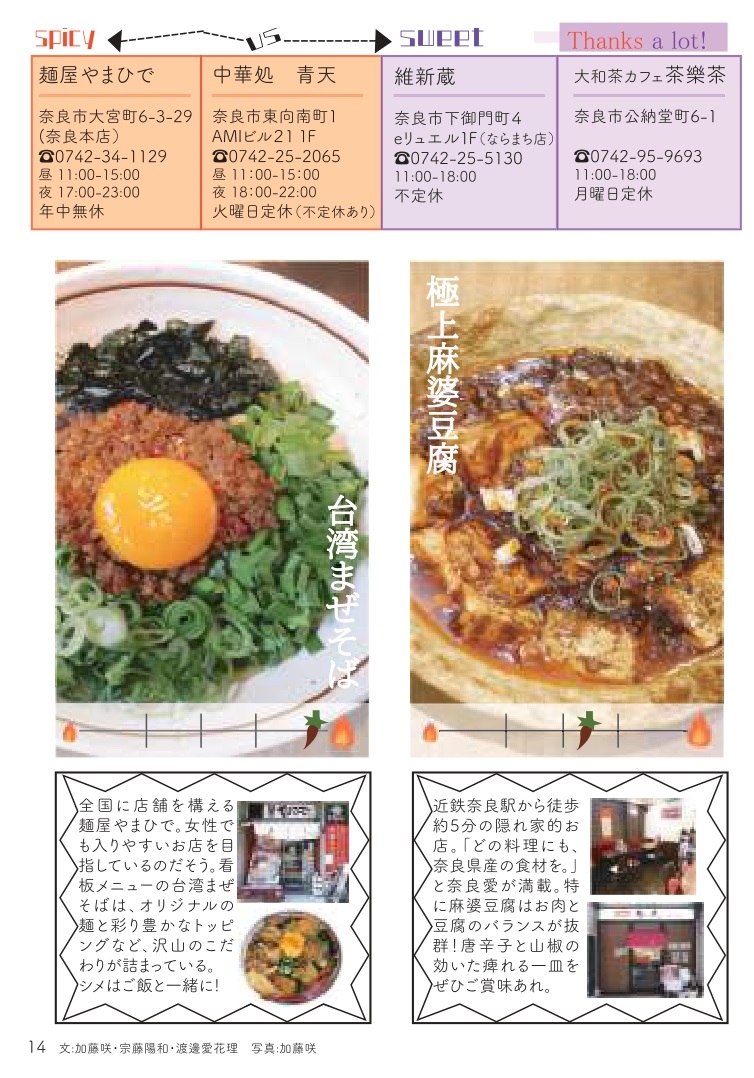 spicy
US
sweet
Thanks a lot!
麺屋やまひで
奈良市大宮町6-3-29
(奈良本店)
☎0742-34-1129
昼 11:00-15:00
夜 17:00-23:00
年中無休
中華処　青天
奈良市東向南町1
AMIビル21 1F
☎0742-25-2065
昼 11:00-15:00
夜 18:00-22:00
火曜日定休(不定休あり)
維新蔵
奈良市下御門町4
eリュエル1F(ならまち店)
☎0742-25-5130
11:00-18:00
不定休
大和茶カフェ茶樂茶
奈良市公納堂町6-1
☎0742-95-9693
11:00-18:00
月曜日定休
台湾まぜそば
極上麻婆豆腐
全国に店舗を構える
麺屋やまひで。女性で
も入りやすいお店を目
指しているのだそう。看
板メニューの台湾まぜ
そばは、オリジナルの
麺と彩り豊かなトッピ
ングなど、沢山のこだ
わりが詰まっている。
シメはご飯と一緒に!
近鉄奈良駅から徒歩
約5分の隠れ家的お
店。「どの料理にも、
奈良県産の食材を。」
と奈良愛が満載。特
に麻婆豆腐はお肉と
豆腐のバランスが抜
群!唐辛子と山椒の
効いた痺れる一皿を
ぜひご賞味あれ。
14　文:加藤咲・宗藤陽和・渡邊愛花理　写真:加藤咲